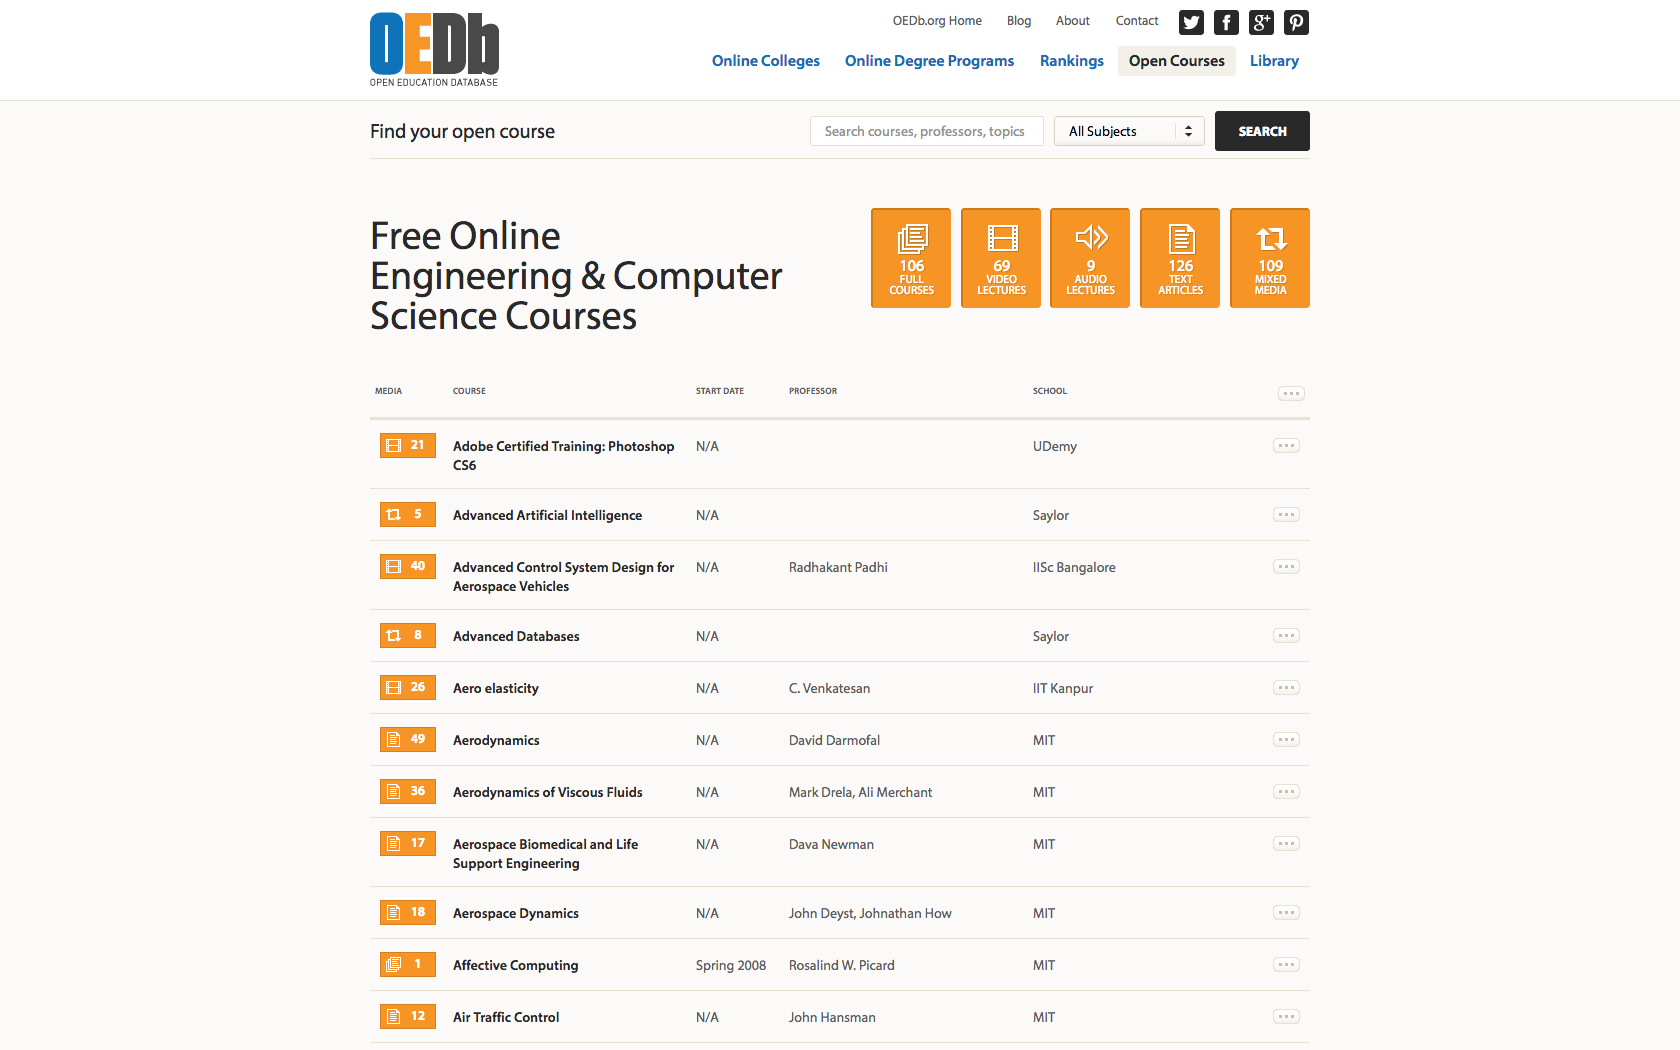 OEDb
OPEN EDUCATION DATABASE
OEDb.org Home Blog About Contact
Online Colleges Online Degree Programs Rankings Open Courses Library
Find your open course
Search courses, professors, topics All Subjects SEARCH
Free Online
Engineering & Computer
Science Courses
106 FULL COURSES
69 VIDEO LECTURES
9 AUDIO LECTURES
126 TEXT ARTICLES
109 MIXED MEDIA
MEDIA COURSE START DATE PROFESSOR SCHOOL
21 Adobe Certified Training: Photoshop N/A UDemy
CS6
5 Advanced Artificial Intelligence N/A Saylor
40 Advanced Control System Design for N/A Radhakant Padhi IISc Bangalore
Aerospace Vehicles
8 Advanced Databases N/A Saylor
26 Aero elasticity N/A C. Venkatesan IIT Kanpur
49 Aerodynamics N/A David Darmofal MIT
36 Aerodynamics of Viscous Fluids N/A Mark Drela, Ali Merchant MIT
17 Aerospace Biomedical and Life N/A Dava Newman MIT
Support Engineering
18 Aerospace Dynamics N/A John Deyst, Johnathan How MIT
1 Affective Computing Spring 2008 Rosalind W. Picard MIT
12 Air Traffic Control N/A John Hansman MIT